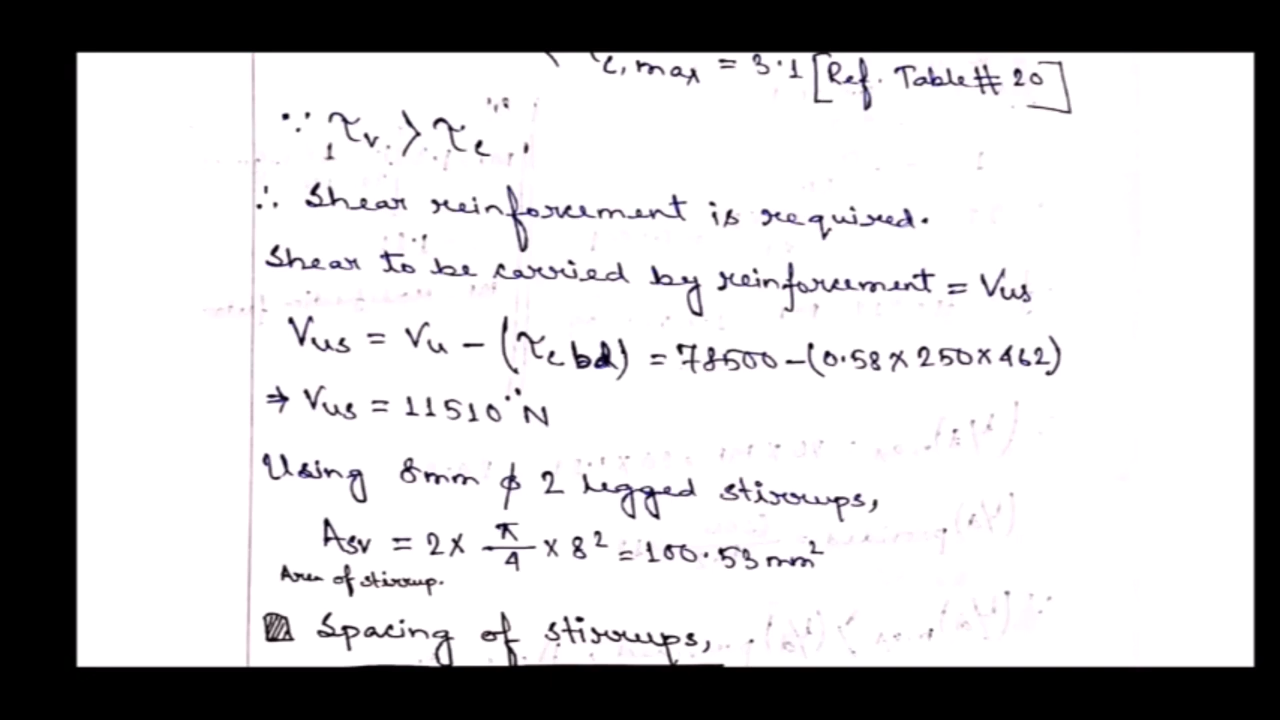 τc, max = 3.1 [Ref. Table # 20]
∵ τv > τc
∴ Shear reinforcement is required.
Shear to be carried by reinforcement = Vus
Vus = Vu - (τc bd) = 78500 - (0.58 × 250 × 462)
⇒ Vus = 11510 N
Using 8mm ϕ 2 legged stirrups,
Asv = 2 × π/4 × 8² = 100.53 mm²
Area of stirrup.
Spacing of stirrups,